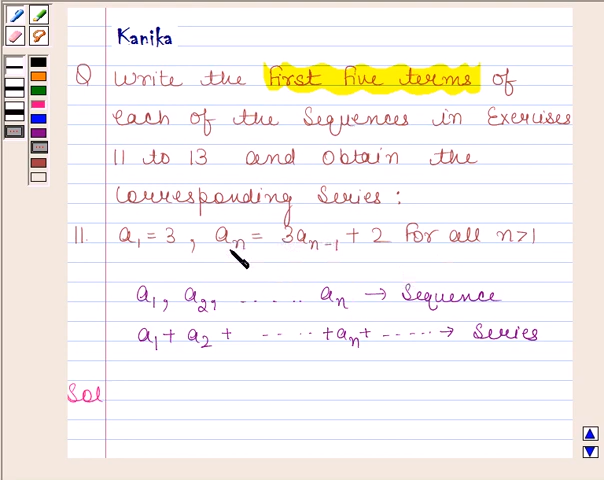 Kanika
Q Write the first five terms of
each of the Sequences in Exercises
11 to 13 and obtain the
corresponding Series :
11. a₁ = 3 , aₙ = 3aₙ₋₁ + 2 For all n > 1
a₁, a₂, ...... aₙ → Sequence
a₁ + a₂ + ..... + aₙ + ...... → Series
Sol